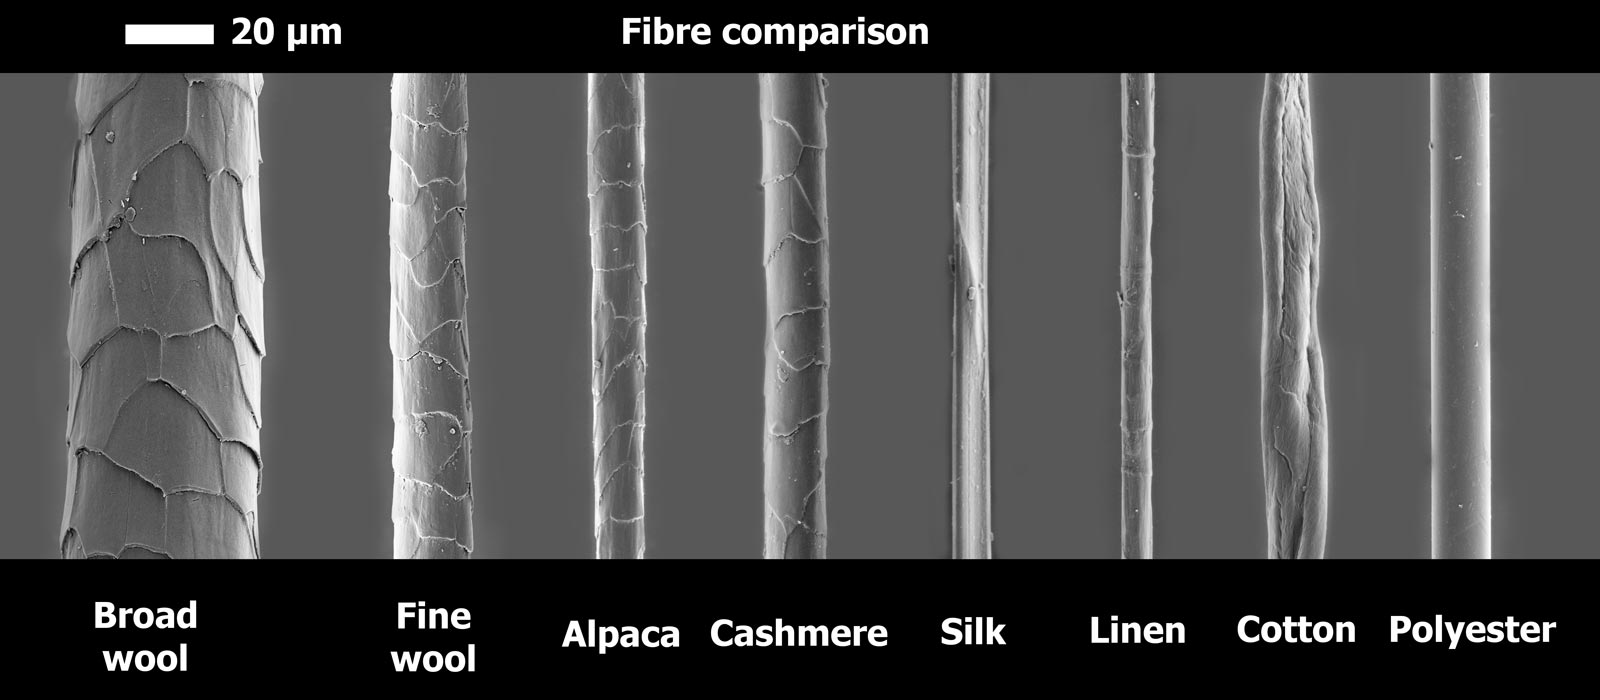 20 µm
Fibre comparison
Broad
wool
Fine
wool
Alpaca
Cashmere
Silk
Linen
Cotton
Polyester